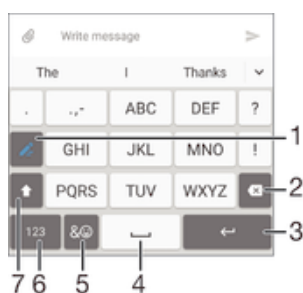 Write message
The I Thanks
. .,- ABC DEF ?
GHI JKL MNO ! 1
PQRS TUV WXYZ 2
123 &☺ 3
7 6 5 4